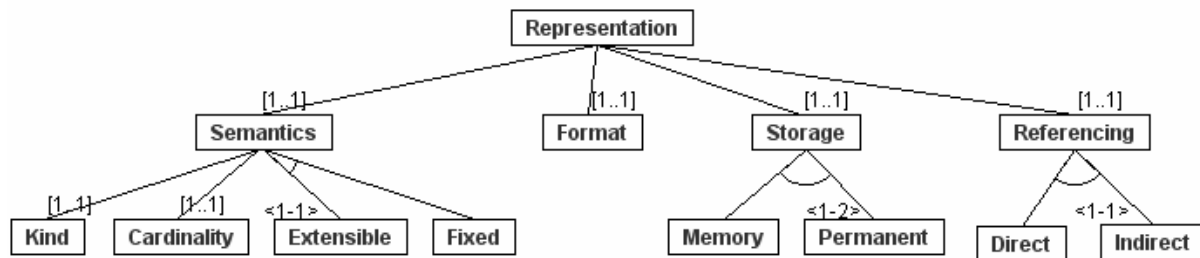 Representation
[1..1] [1..1] [1..1] [1..1]
Semantics Format Storage Referencing
[1..1] [1..1] <1-1> <1-2> <1-1>
Kind Cardinality Extensible Fixed Memory Permanent Direct Indirect